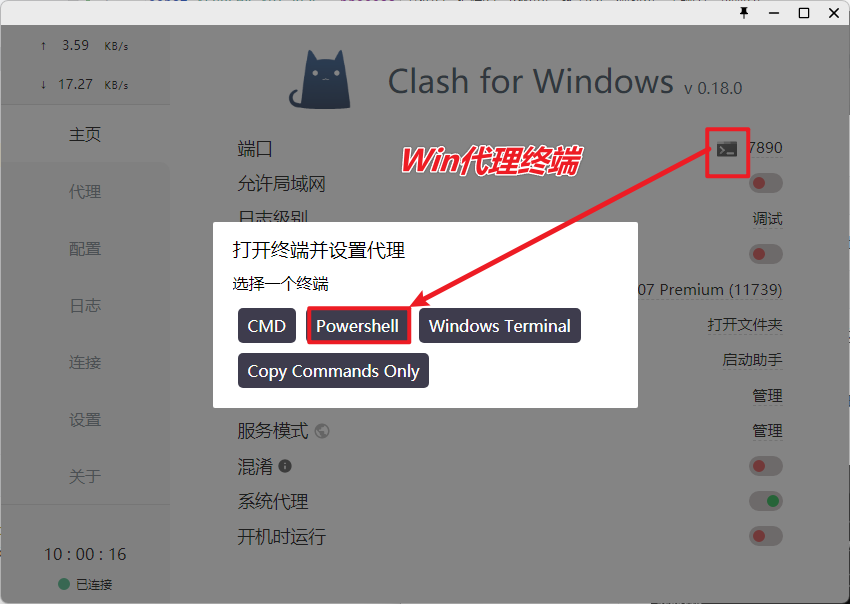 ↑ 3.59 KB/s
↓ 17.27 KB/s
主页
代理
配置
日志
连接
设置
关于
10 : 00 : 16
已连接
Clash for Windows v 0.18.0
端口 7890
Win代理终端
允许局域网
日志级别 调试
07 Premium (11739)
打开文件夹
启动助手
管理
打开终端并设置代理
选择一个终端
CMD Powershell Windows Terminal
Copy Commands Only
服务模式 管理
混淆
系统代理
开机时运行